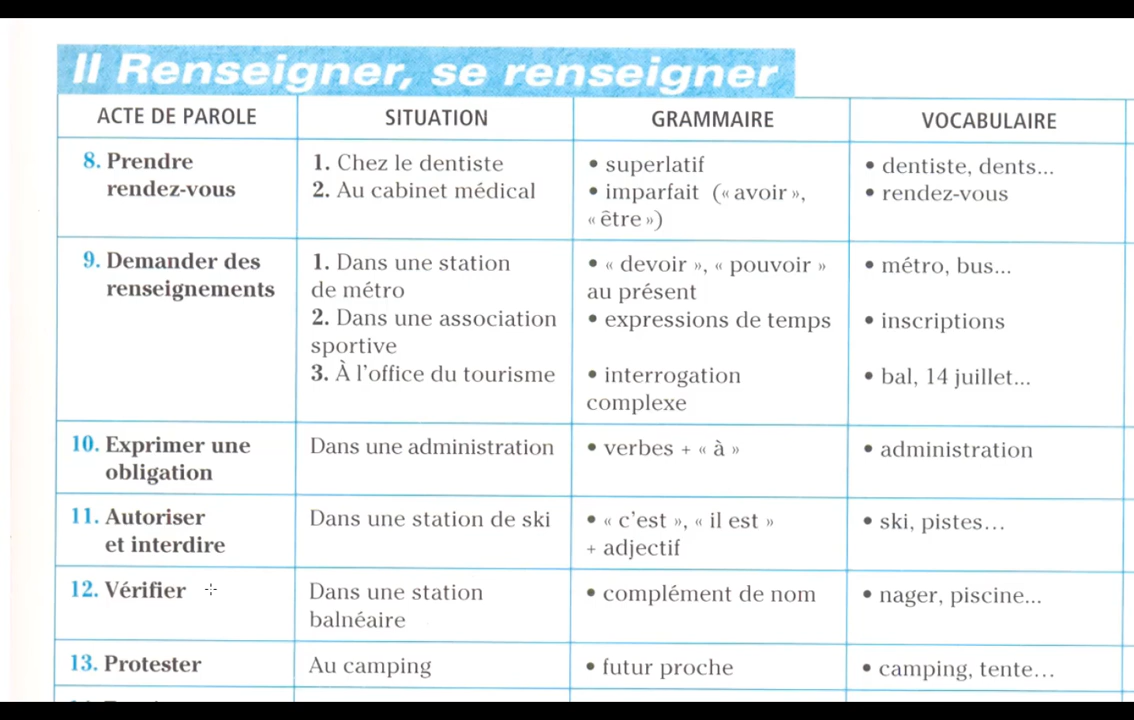 II Renseigner, se renseigner
ACTE DE PAROLE SITUATION GRAMMAIRE VOCABULAIRE
8. Prendre rendez-vous
1. Chez le dentiste
2. Au cabinet médical
• superlatif
• imparfait (« avoir »,
« être »)
• dentiste, dents...
• rendez-vous
9. Demander des
renseignements
1. Dans une station
de métro
2. Dans une association
sportive
3. À l'office du tourisme
• « devoir », « pouvoir »
au présent
• expressions de temps
• interrogation
complexe
• métro, bus...
• inscriptions
• bal, 14 juillet...
10. Exprimer une
obligation
Dans une administration
• verbes + « à »
• administration
11. Autoriser
et interdire
Dans une station de ski
• « c'est », « il est »
+ adjectif
• ski, pistes...
12. Vérifier
Dans une station
balnéaire
• complément de nom
• nager, piscine...
13. Protester
Au camping
• futur proche
• camping, tente...